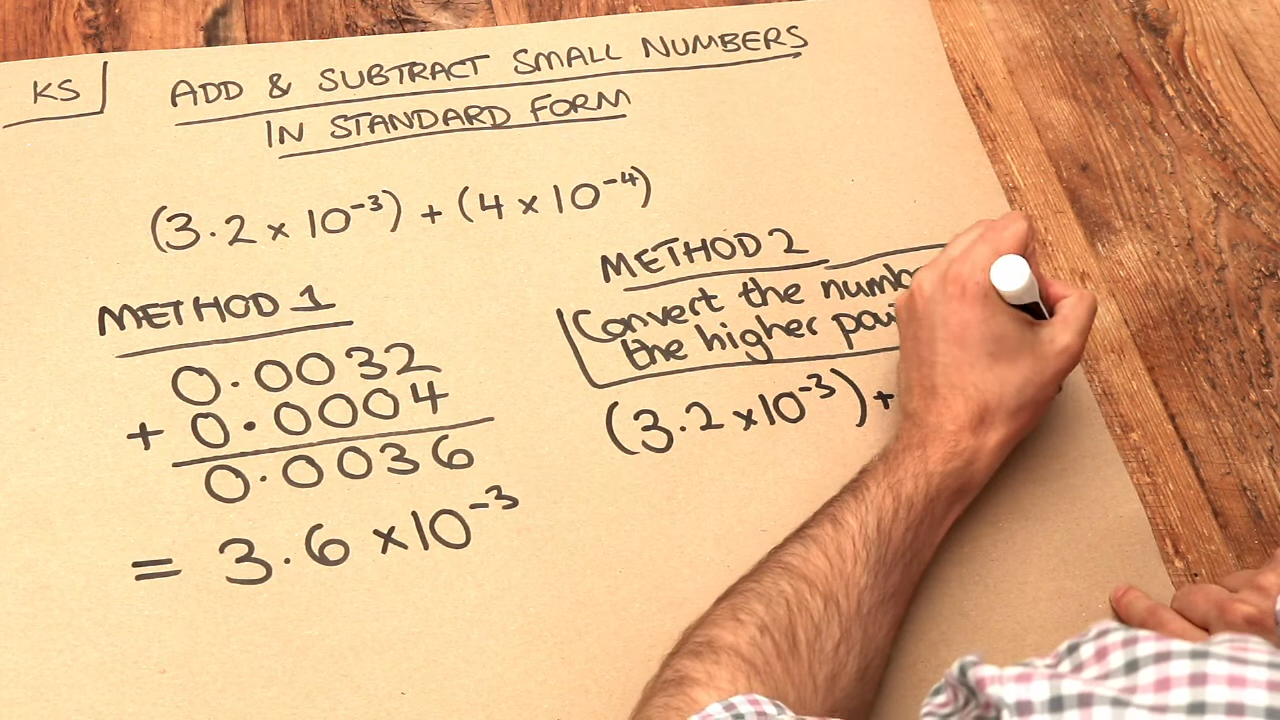 KS
ADD & SUBTRACT SMALL NUMBERS
IN STANDARD FORM
(3.2 × 10⁻³) + (4 × 10⁻⁴)
METHOD 1
0.0032
+ 0.0004
0.0036
= 3.6 × 10⁻³
METHOD 2
Convert the
the higher
(3.2 × 10⁻³) +